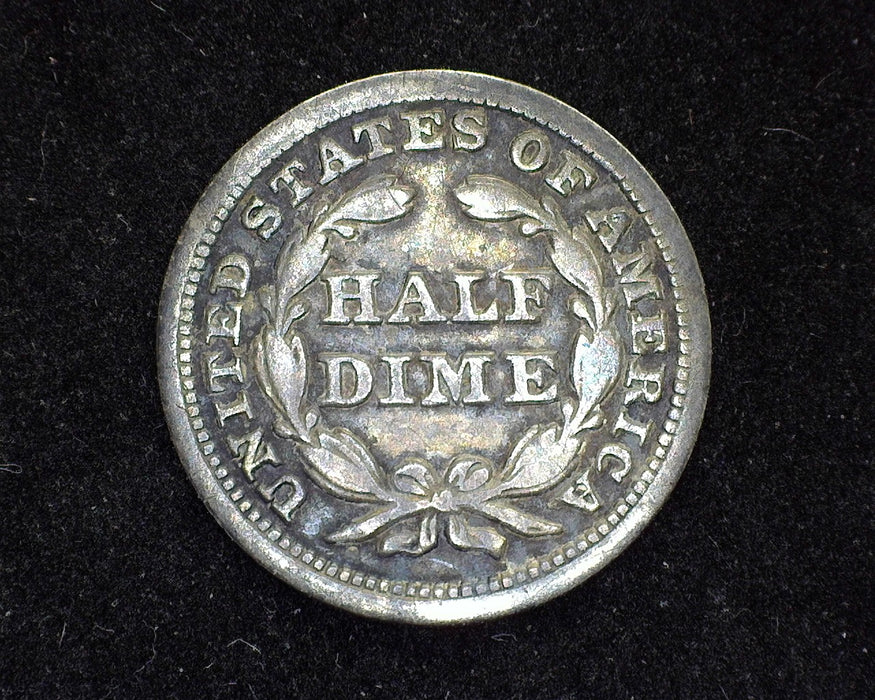 UNITED STATES OF AMERICA
HALF
DIME